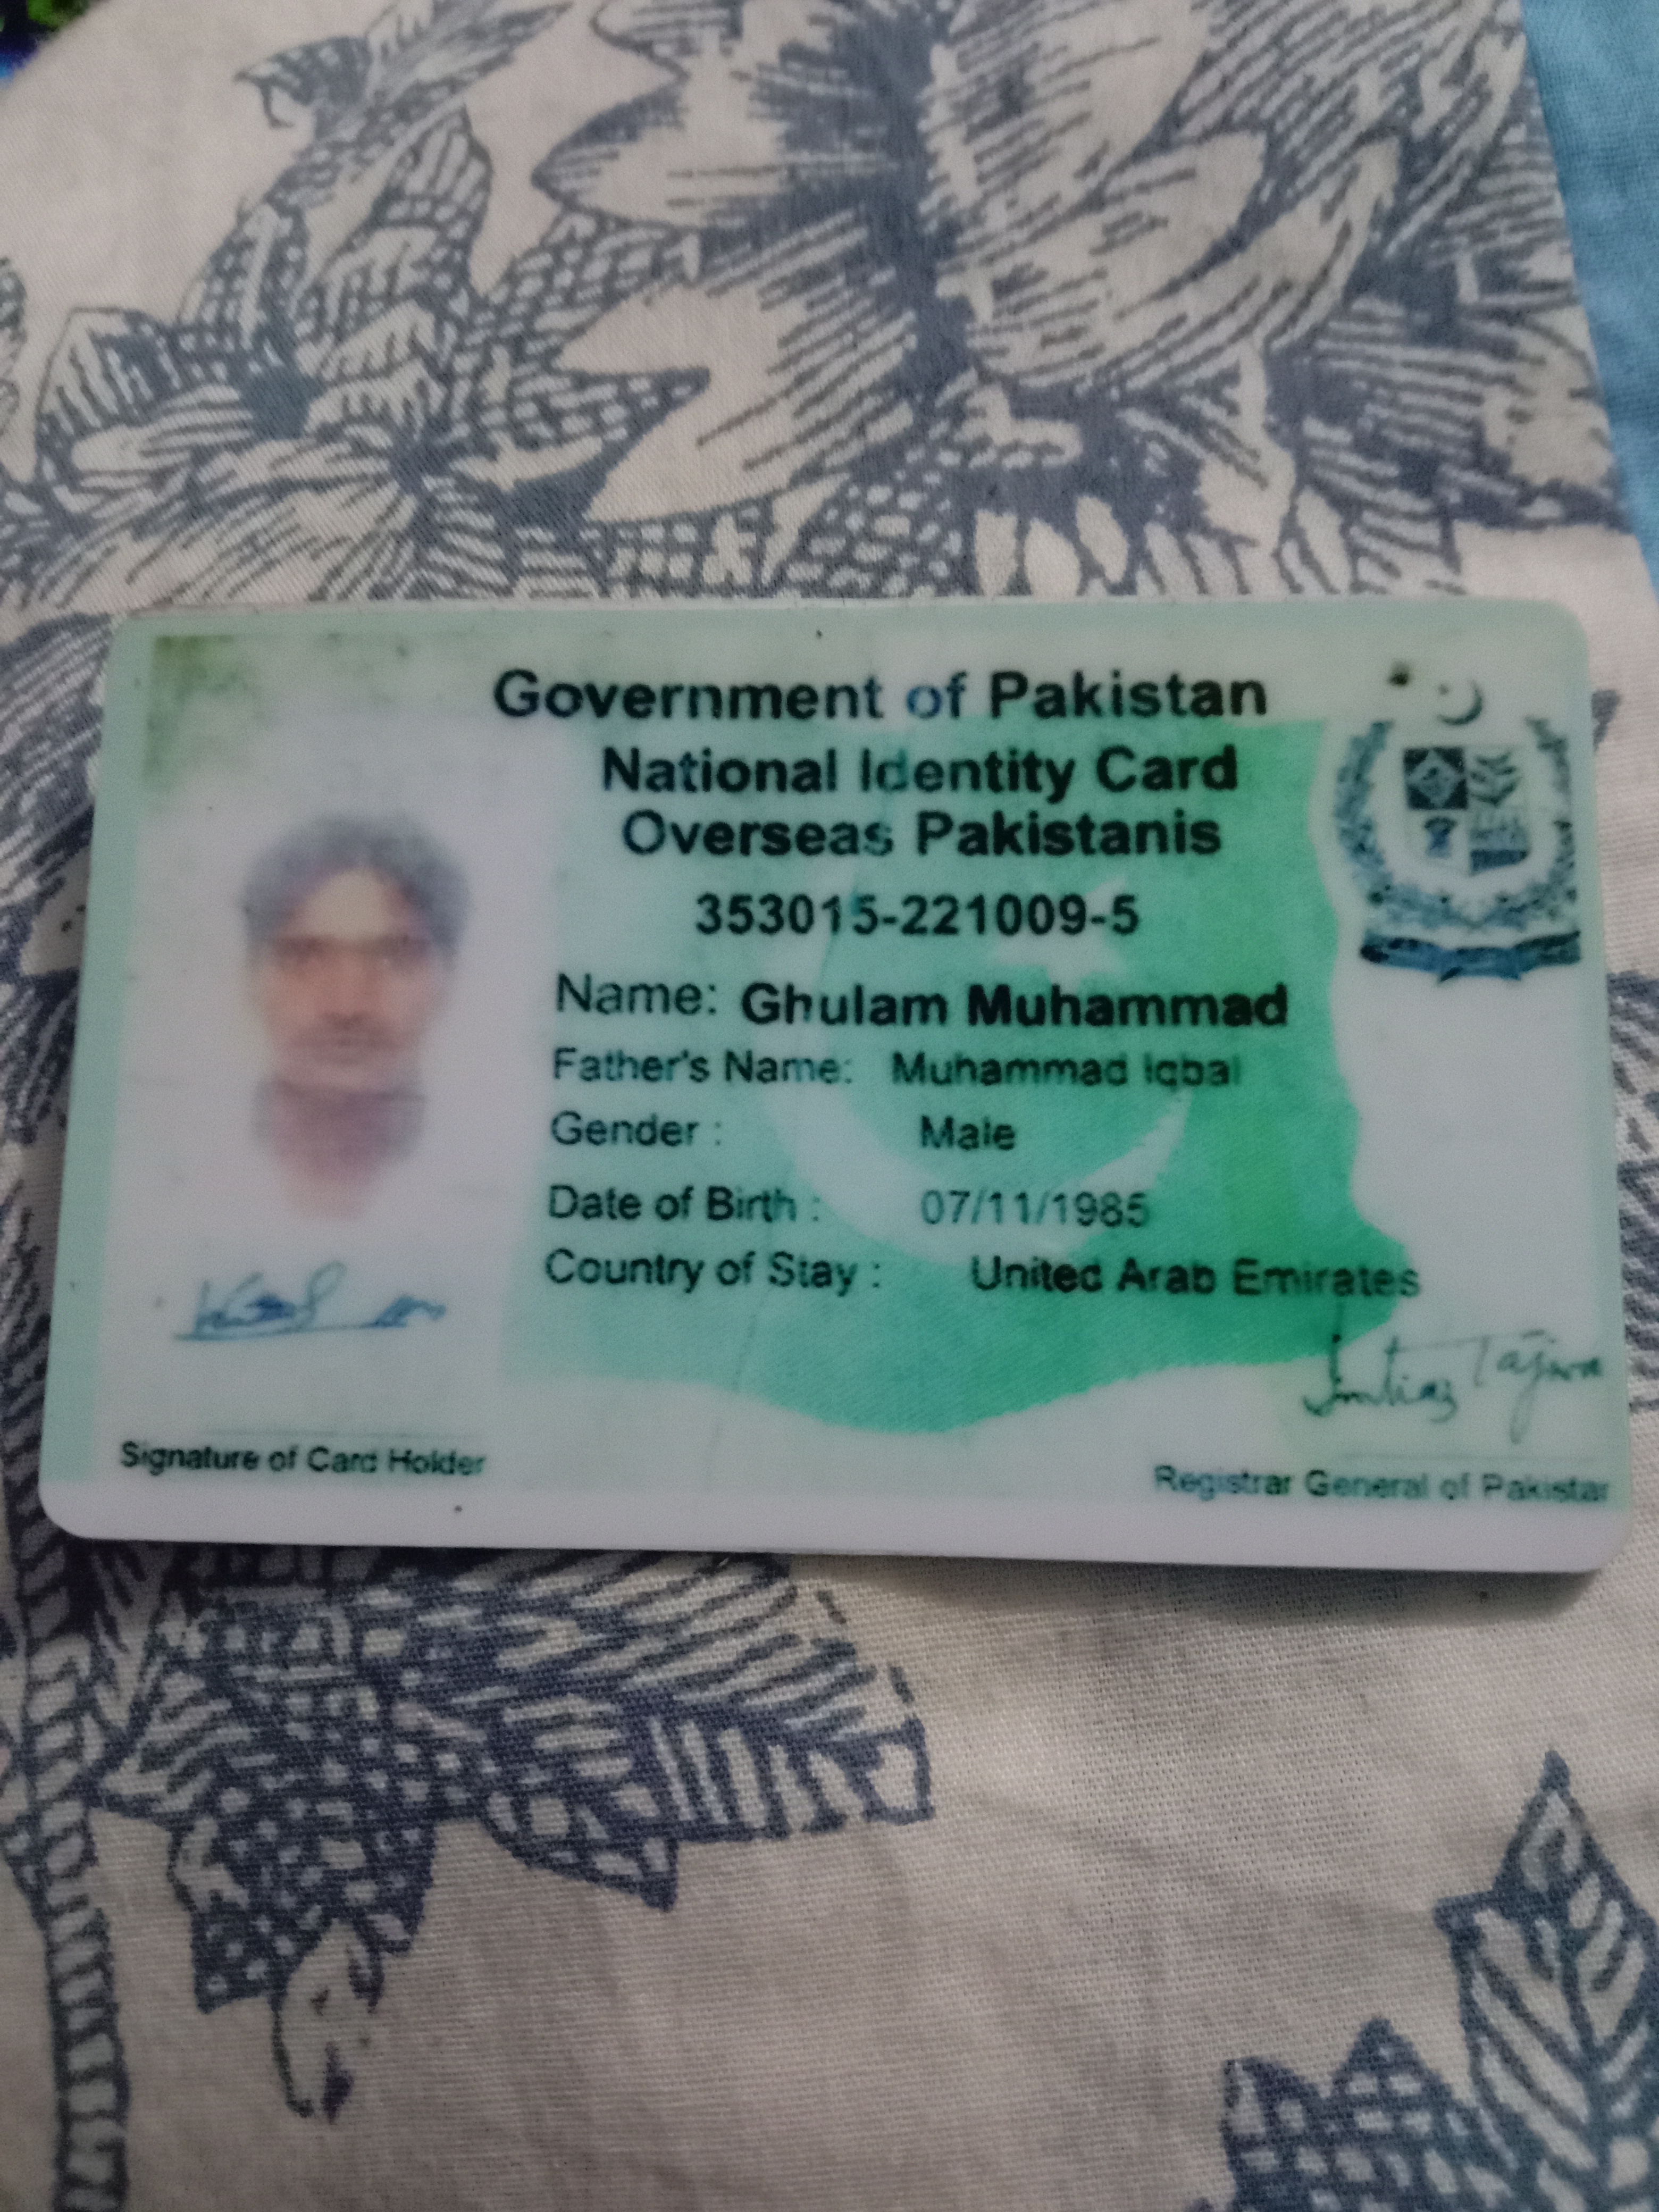 Government of Pakistan
National Identity Card
Overseas Pakistanis
353015-221009-5
Name: Ghulam Muhammad
Father's Name: Muhammad Iqbal
Gender : Male
Date of Birth : 07/11/1985
Country of Stay : United Arab Emirates
Imtiaz Tajwar
Signature of Card Holder
Registrar General of Pakistan